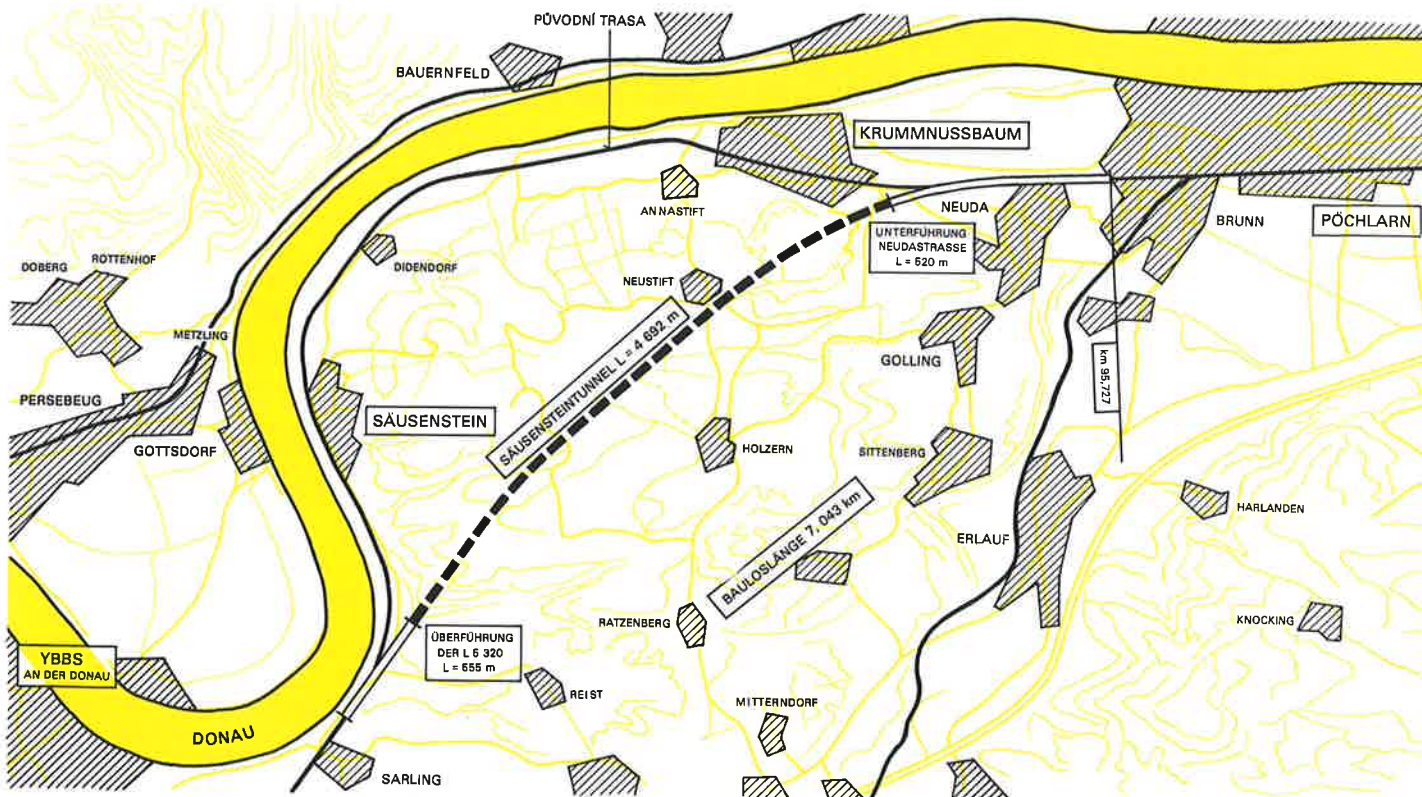 PŮVODNÍ TRASA
BAUERNFELD
KRUMMNUSSBAUM
ANNASTIFT
NEUDA
BRUNN
PÖCHLARN
UNTERFÜHRUNG
NEUDASTRASSE
L = 520 m
DIDENDORF
DOBERG
ROTTENHOF
NEUSTIFT
METZLING
GOLLING
km 95,727
SÄUSENSTEINTUNNEL L = 4 692 m
PERSEBEUG
SÄUSENSTEIN
GOTTSDORF
HOLZERN
SITTENBERG
HARLANDEN
ERLAUF
BAULOSLÄNGE 7, 043 km
RATZENBERG
KNOCKING
ÜBERFÜHRUNG
DER L 6 320
L = 655 m
YBBS
AN DER DONAU
REIST
MITTERNDORF
DONAU
SARLING